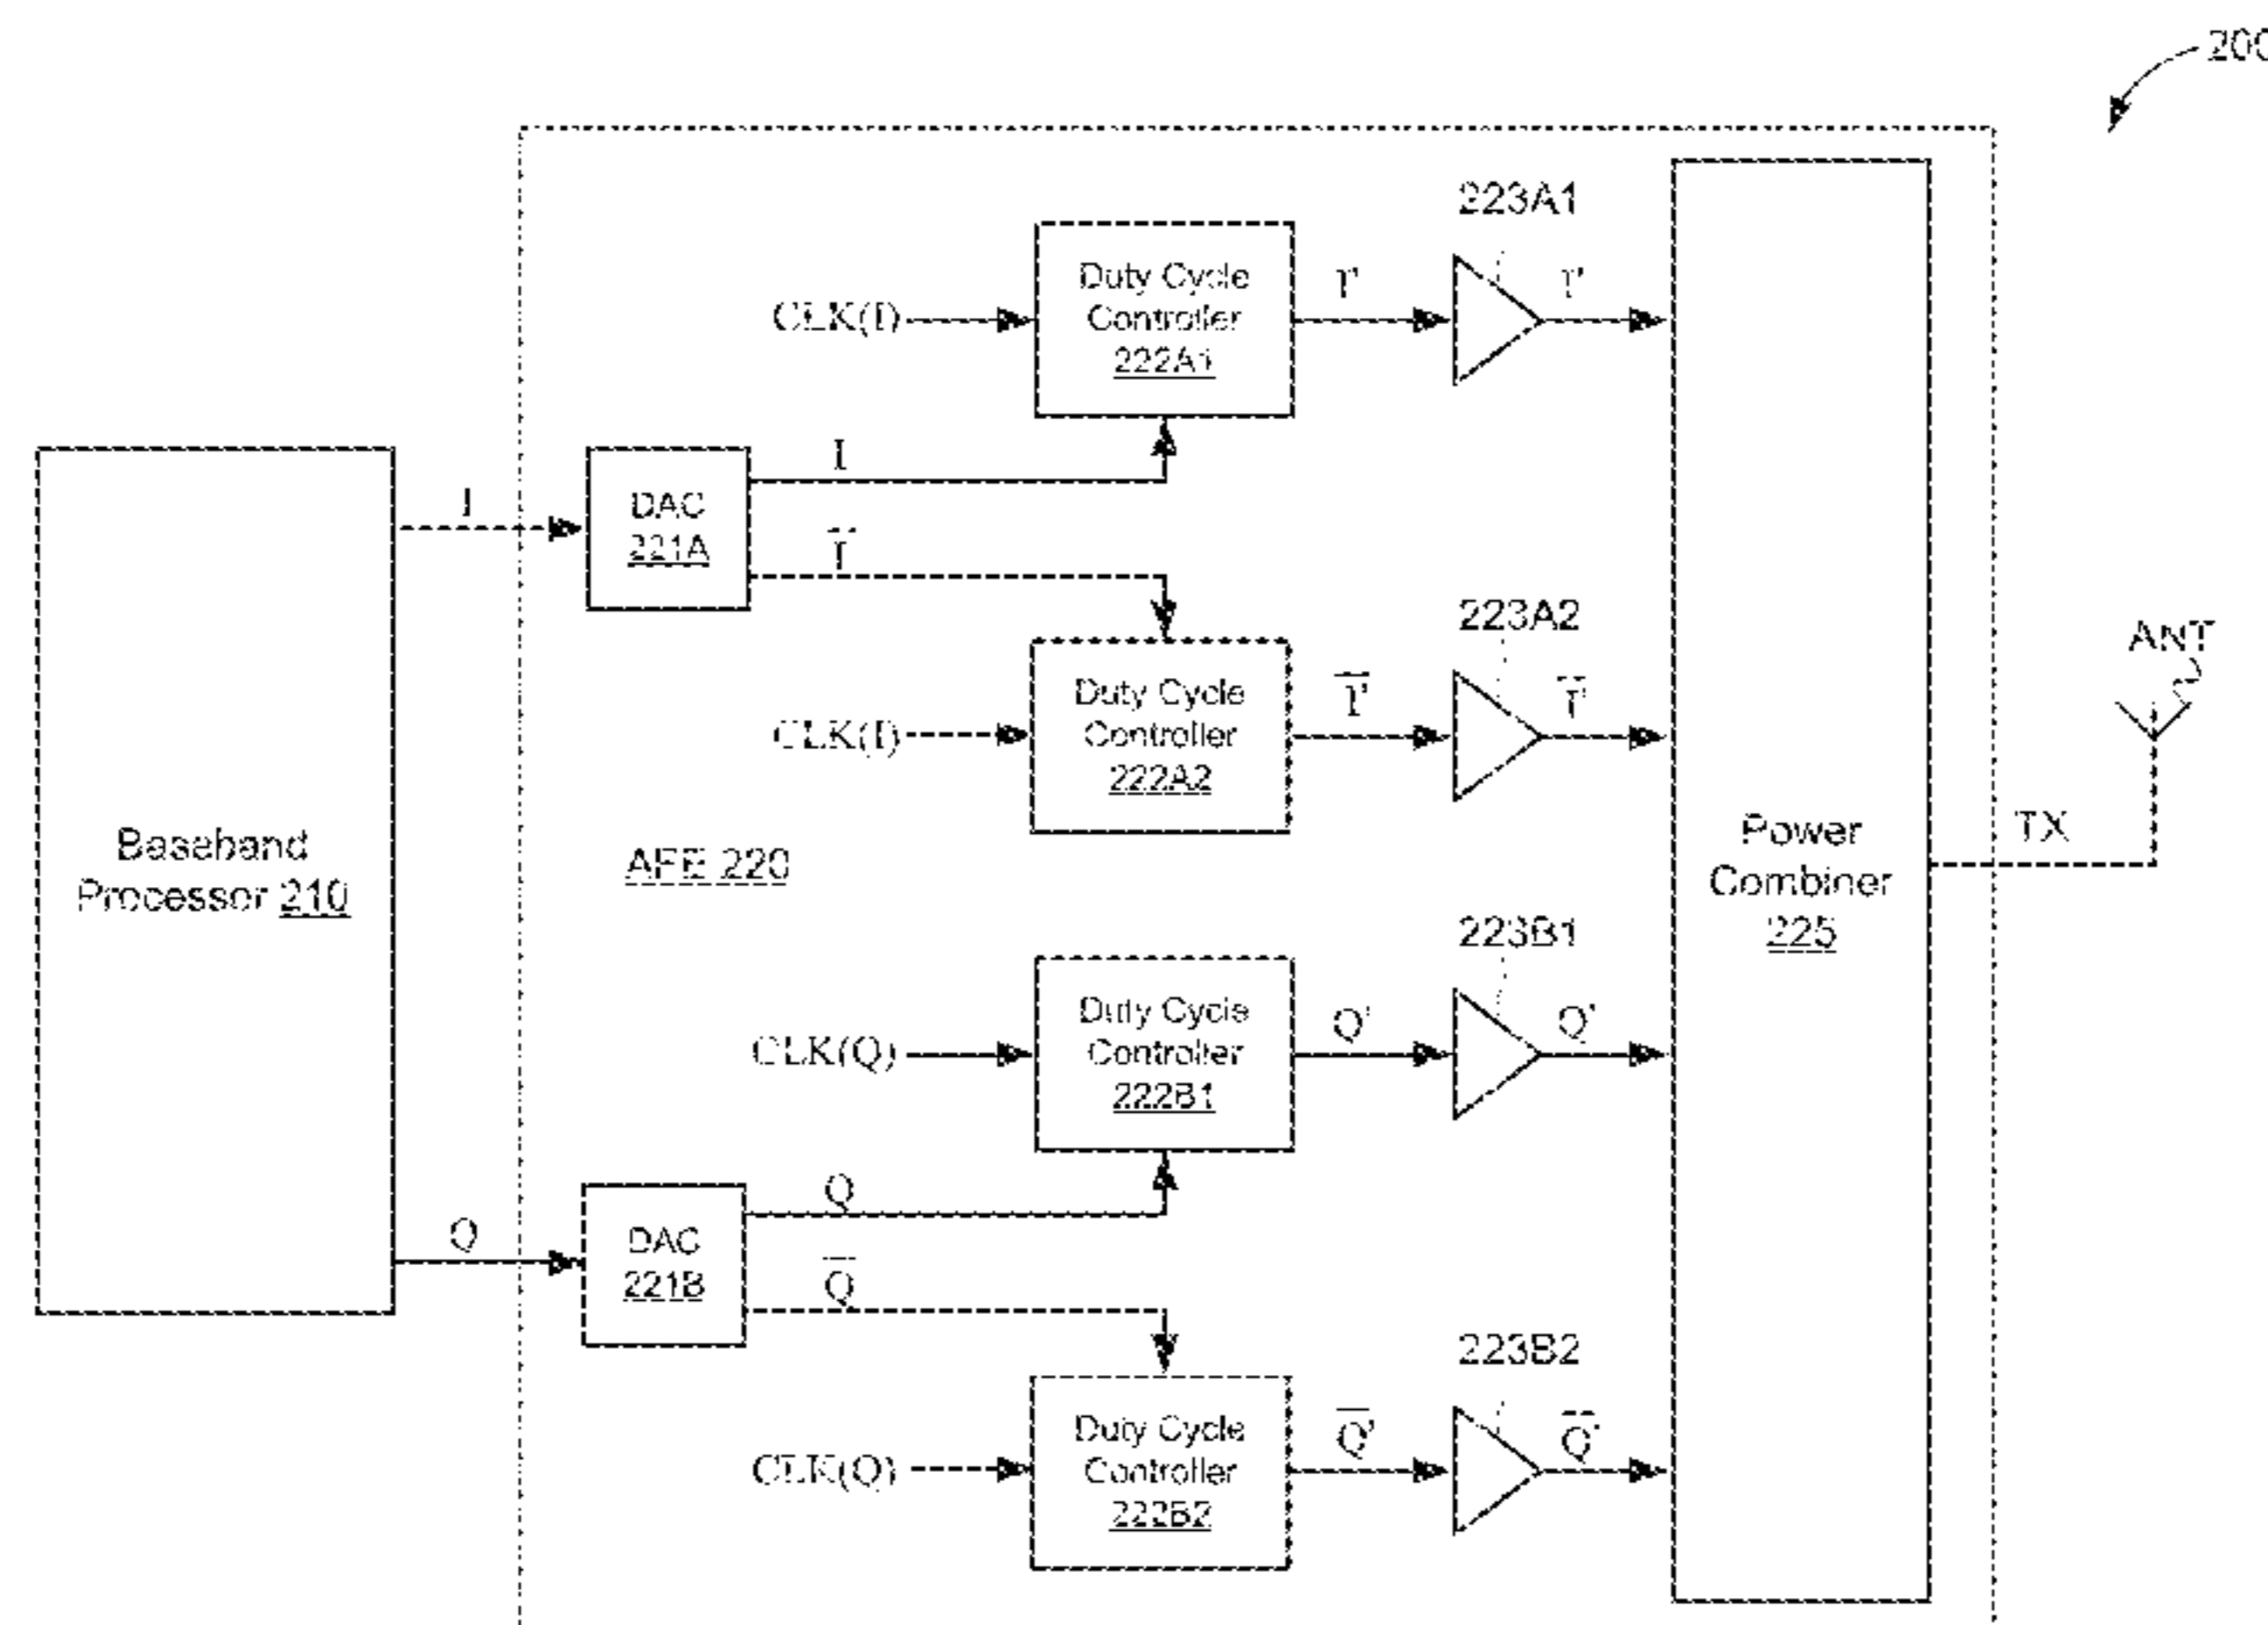 200
223A1
Duty Cycle
Controller
222A1
CLK(I)
I'
I'
I
I
DAC
221A
I̅
223A2
ANT
Duty Cycle
Controller
222A2
CLK(I)
I̅'
I̅'
Baseband
Processor 210
AFE 220
Power
Combiner
225
TX
223B1
Duty Cycle
Controller
222B1
CLK(Q)
Q'
Q'
Q
Q
DAC
221B
Q̅
223B2
Duty Cycle
Controller
222B2
CLK(Q)
Q̅'
Q̅'